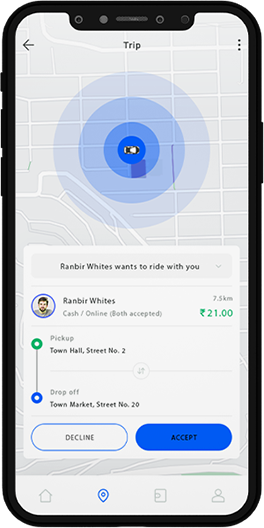 Trip
Ranbir Whites wants to ride with you
Ranbir Whites
7.5km
Cash / Online (Both accepted)
₹21.00
Pickup
Town Hall, Street No. 2
Drop off
Town Market, Street No. 20
DECLINE
ACCEPT